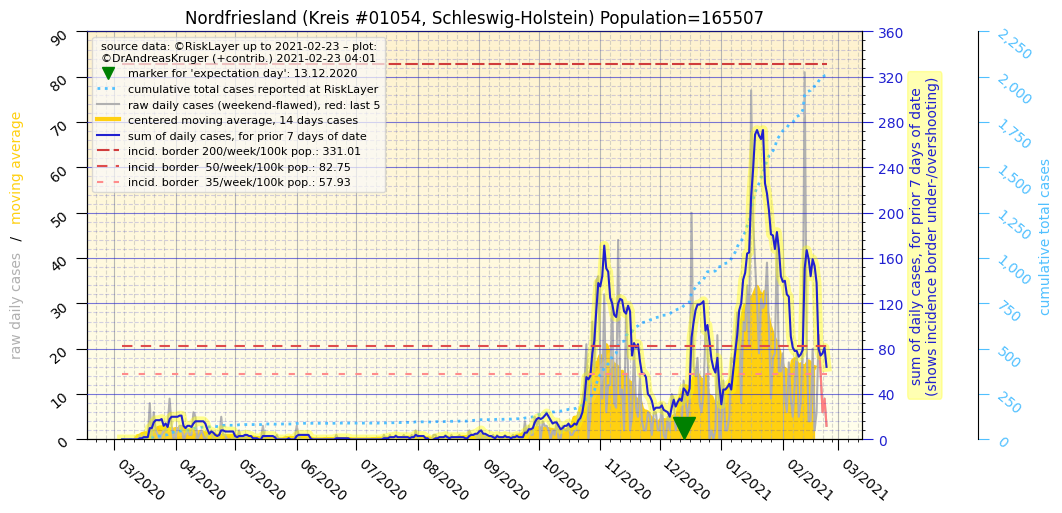 Nordfriesland (Kreis #01054, Schleswig-Holstein) Population=165507
source data: ©RiskLayer up to 2021-02-23 – plot:
©DrAndreasKruger (+contrib.) 2021-02-23 04:01
marker for 'expectation day': 13.12.2020
cumulative total cases reported at RiskLayer
raw daily cases (weekend-flawed), red: last 5
centered moving average, 14 days cases
sum of daily cases, for prior 7 days of date
incid. border 200/week/100k pop.: 331.01
incid. border  50/week/100k pop.: 82.75
incid. border  35/week/100k pop.: 57.93
raw daily cases / moving average
90
80
70
60
50
40
30
20
10
0
03/2020
04/2020
05/2020
06/2020
07/2020
08/2020
09/2020
10/2020
11/2020
12/2020
01/2021
02/2021
03/2021
360
320
280
240
200
160
120
80
40
0
sum of daily cases, for prior 7 days of date
(shows incidence border under-/overshooting)
2,250
2,000
1,750
1,500
1,250
1,000
750
500
250
0
cumulative total cases